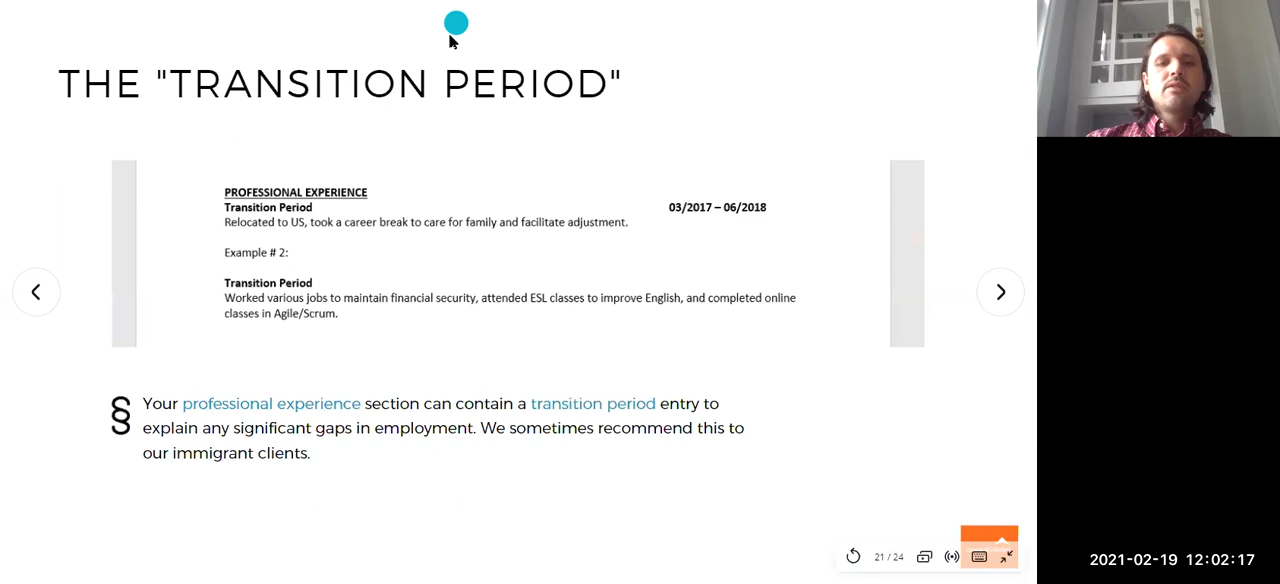 THE "TRANSITION PERIOD"
PROFESSIONAL EXPERIENCE
Transition Period 03/2017 – 06/2018
Relocated to US, took a career break to care for family and facilitate adjustment.
Example # 2:
Transition Period
Worked various jobs to maintain financial security, attended ESL classes to improve English, and completed online
classes in Agile/Scrum.
§ Your professional experience section can contain a transition period entry to
explain any significant gaps in employment. We sometimes recommend this to
our immigrant clients.
21 / 24
2021-02-19 12:02:17